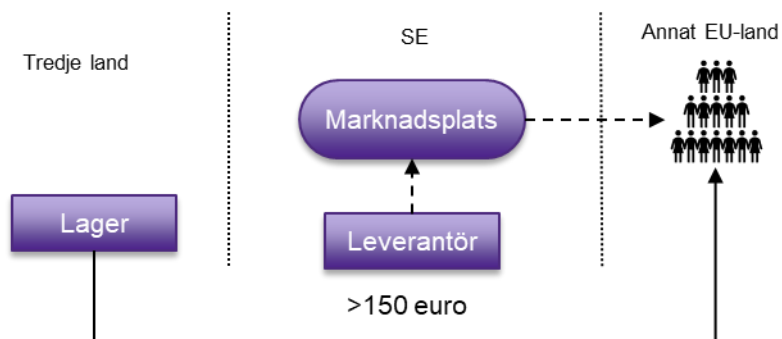 Tredje land
SE
Annat EU-land
Marknadsplats
Lager
Leverantör
>150 euro